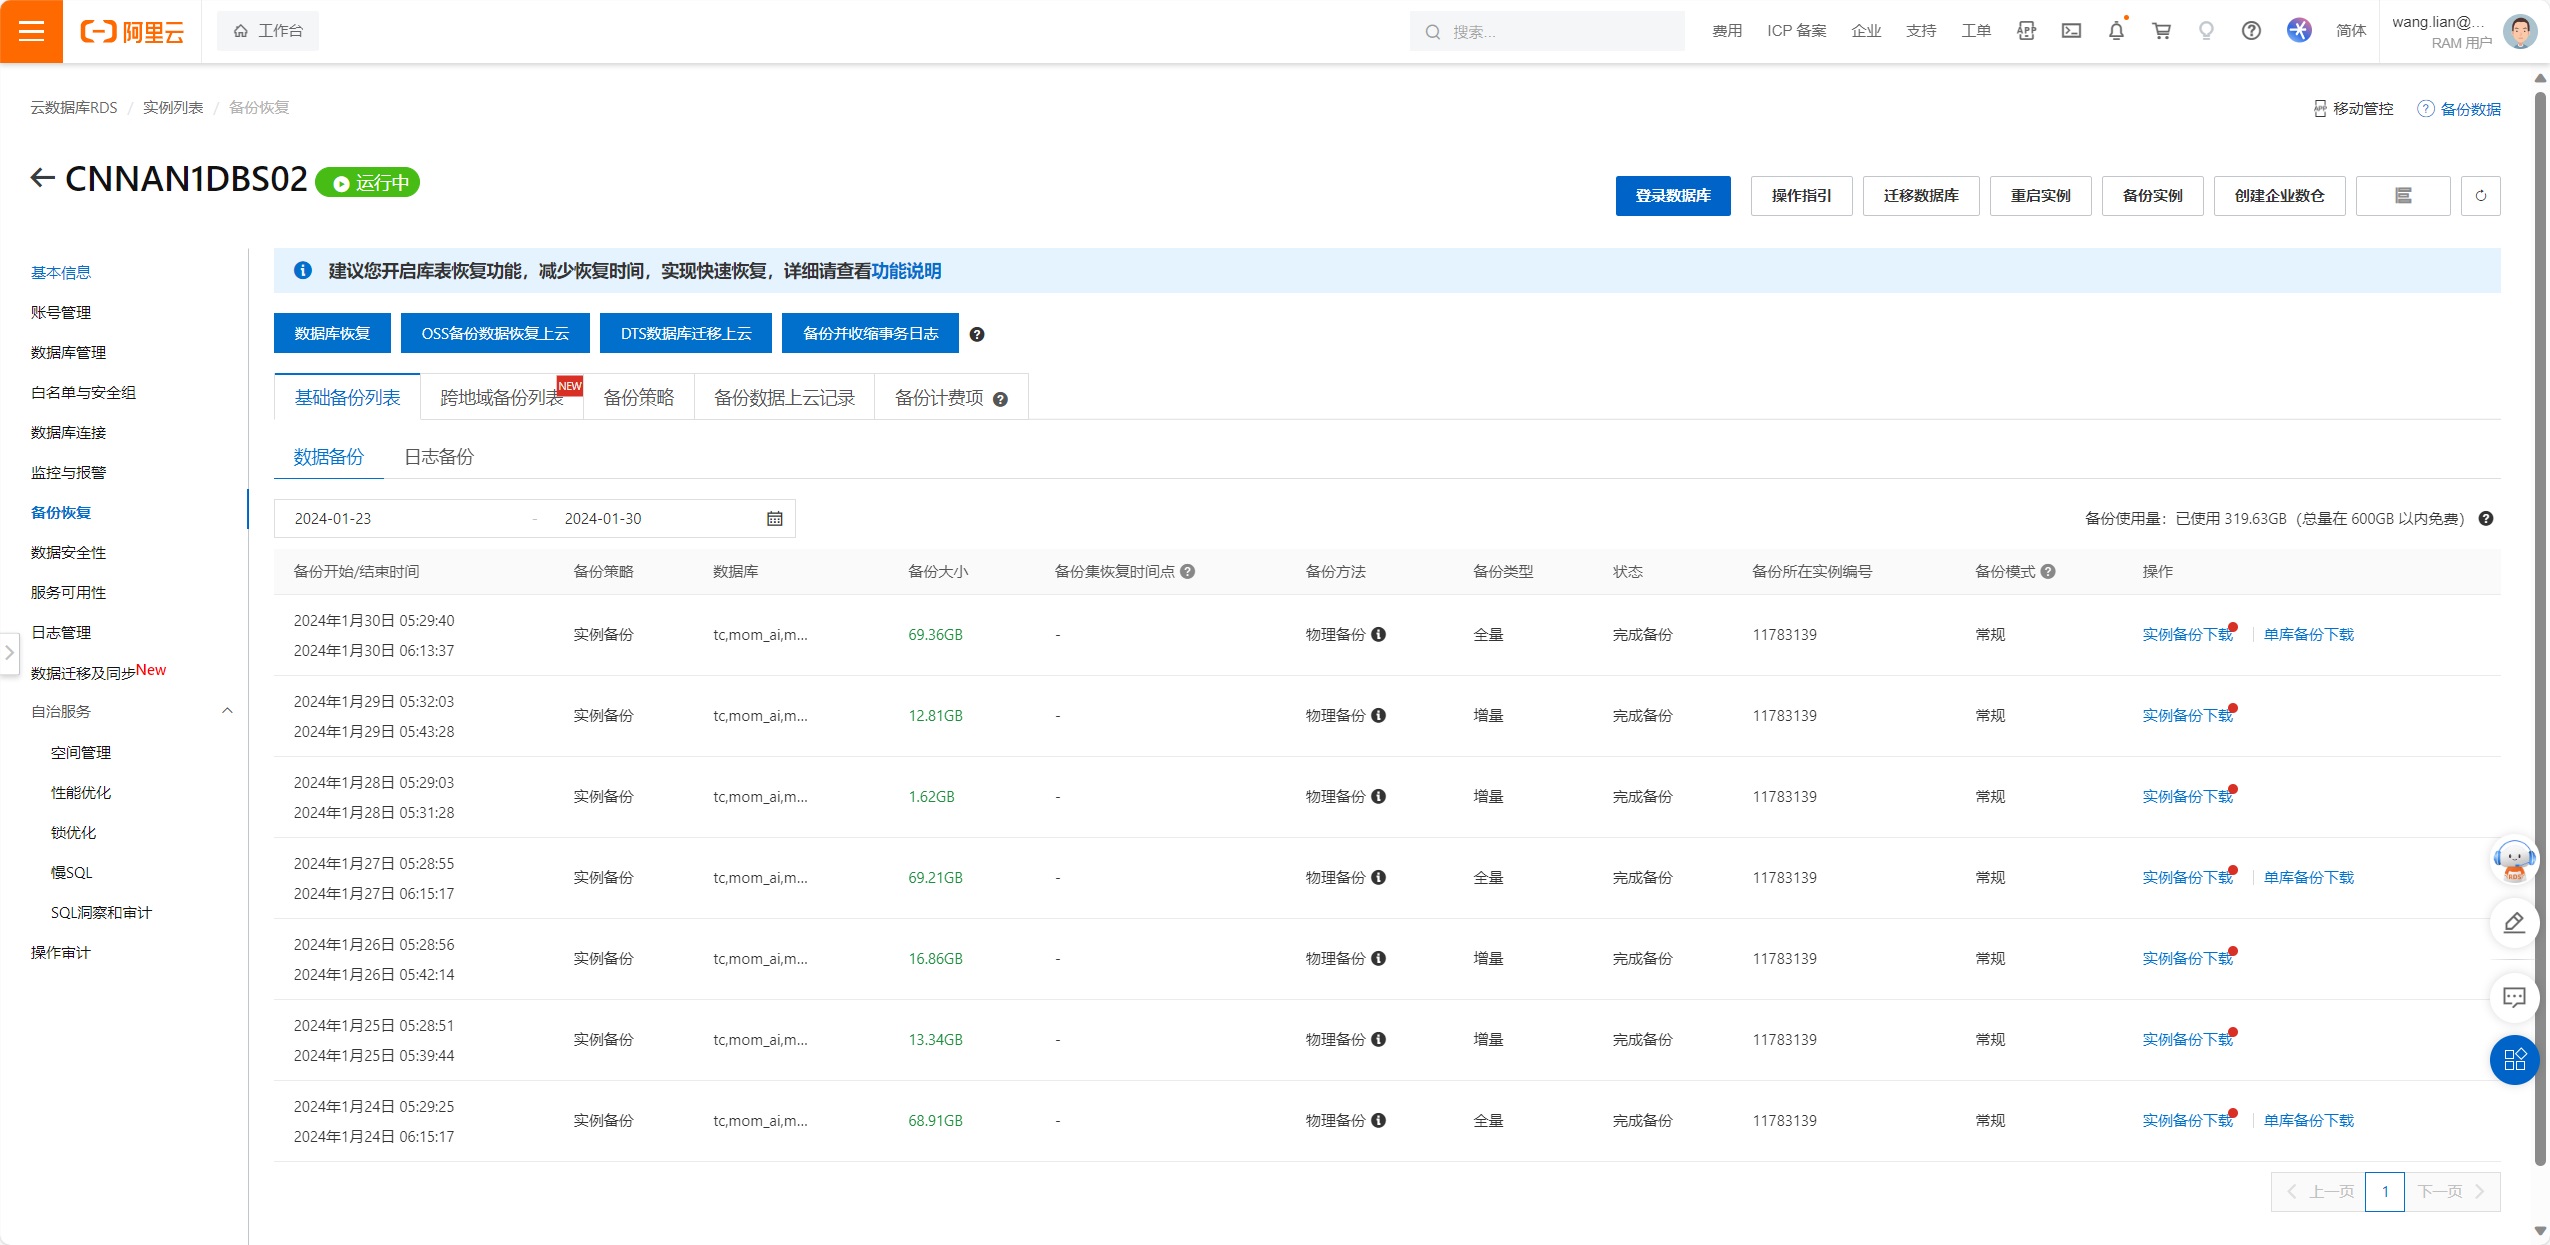 阿里云
工作台
搜索...
费用
ICP 备案
企业
支持
工单
简体
wang.lian@...
RAM 用户
云数据库RDS / 实例列表 / 备份恢复
移动管控
备份数据
CNNAN1DBS02
运行中
登录数据库
操作指引
迁移数据库
重启实例
备份实例
创建企业数仓
基本信息
账号管理
数据库管理
白名单与安全组
数据库连接
监控与报警
备份恢复
数据安全性
服务可用性
日志管理
数据迁移及同步New
自治服务
空间管理
性能优化
锁优化
慢SQL
SQL洞察和审计
操作审计
建议您开启库表恢复功能，减少恢复时间，实现快速恢复，详细请查看功能说明
数据库恢复
OSS备份数据恢复上云
DTS数据库迁移上云
备份并收缩事务日志
基础备份列表
跨地域备份列表 NEW
备份策略
备份数据上云记录
备份计费项
数据备份
日志备份
2024-01-23 - 2024-01-30
备份使用量：已使用 319.63GB（总量在 600GB 以内免费）
备份开始/结束时间 备份策略 数据库 备份大小 备份集恢复时间点 备份方法 备份类型 状态 备份所在实例编号 备份模式 操作
2024年1月30日 05:29:40
2024年1月30日 06:13:37
实例备份 tc,mom_ai,m... 69.36GB - 物理备份 全量 完成备份 11783139 常规 实例备份下载 单库备份下载
2024年1月29日 05:32:03
2024年1月29日 05:43:28
实例备份 tc,mom_ai,m... 12.81GB - 物理备份 增量 完成备份 11783139 常规 实例备份下载
2024年1月28日 05:29:03
2024年1月28日 05:31:28
实例备份 tc,mom_ai,m... 1.62GB - 物理备份 增量 完成备份 11783139 常规 实例备份下载
2024年1月27日 05:28:55
2024年1月27日 06:15:17
实例备份 tc,mom_ai,m... 69.21GB - 物理备份 全量 完成备份 11783139 常规 实例备份下载 单库备份下载
2024年1月26日 05:28:56
2024年1月26日 05:42:14
实例备份 tc,mom_ai,m... 16.86GB - 物理备份 增量 完成备份 11783139 常规 实例备份下载
2024年1月25日 05:28:51
2024年1月25日 05:39:44
实例备份 tc,mom_ai,m... 13.34GB - 物理备份 增量 完成备份 11783139 常规 实例备份下载
2024年1月24日 05:29:25
2024年1月24日 06:15:17
实例备份 tc,mom_ai,m... 68.91GB - 物理备份 全量 完成备份 11783139 常规 实例备份下载 单库备份下载
上一页 1 下一页